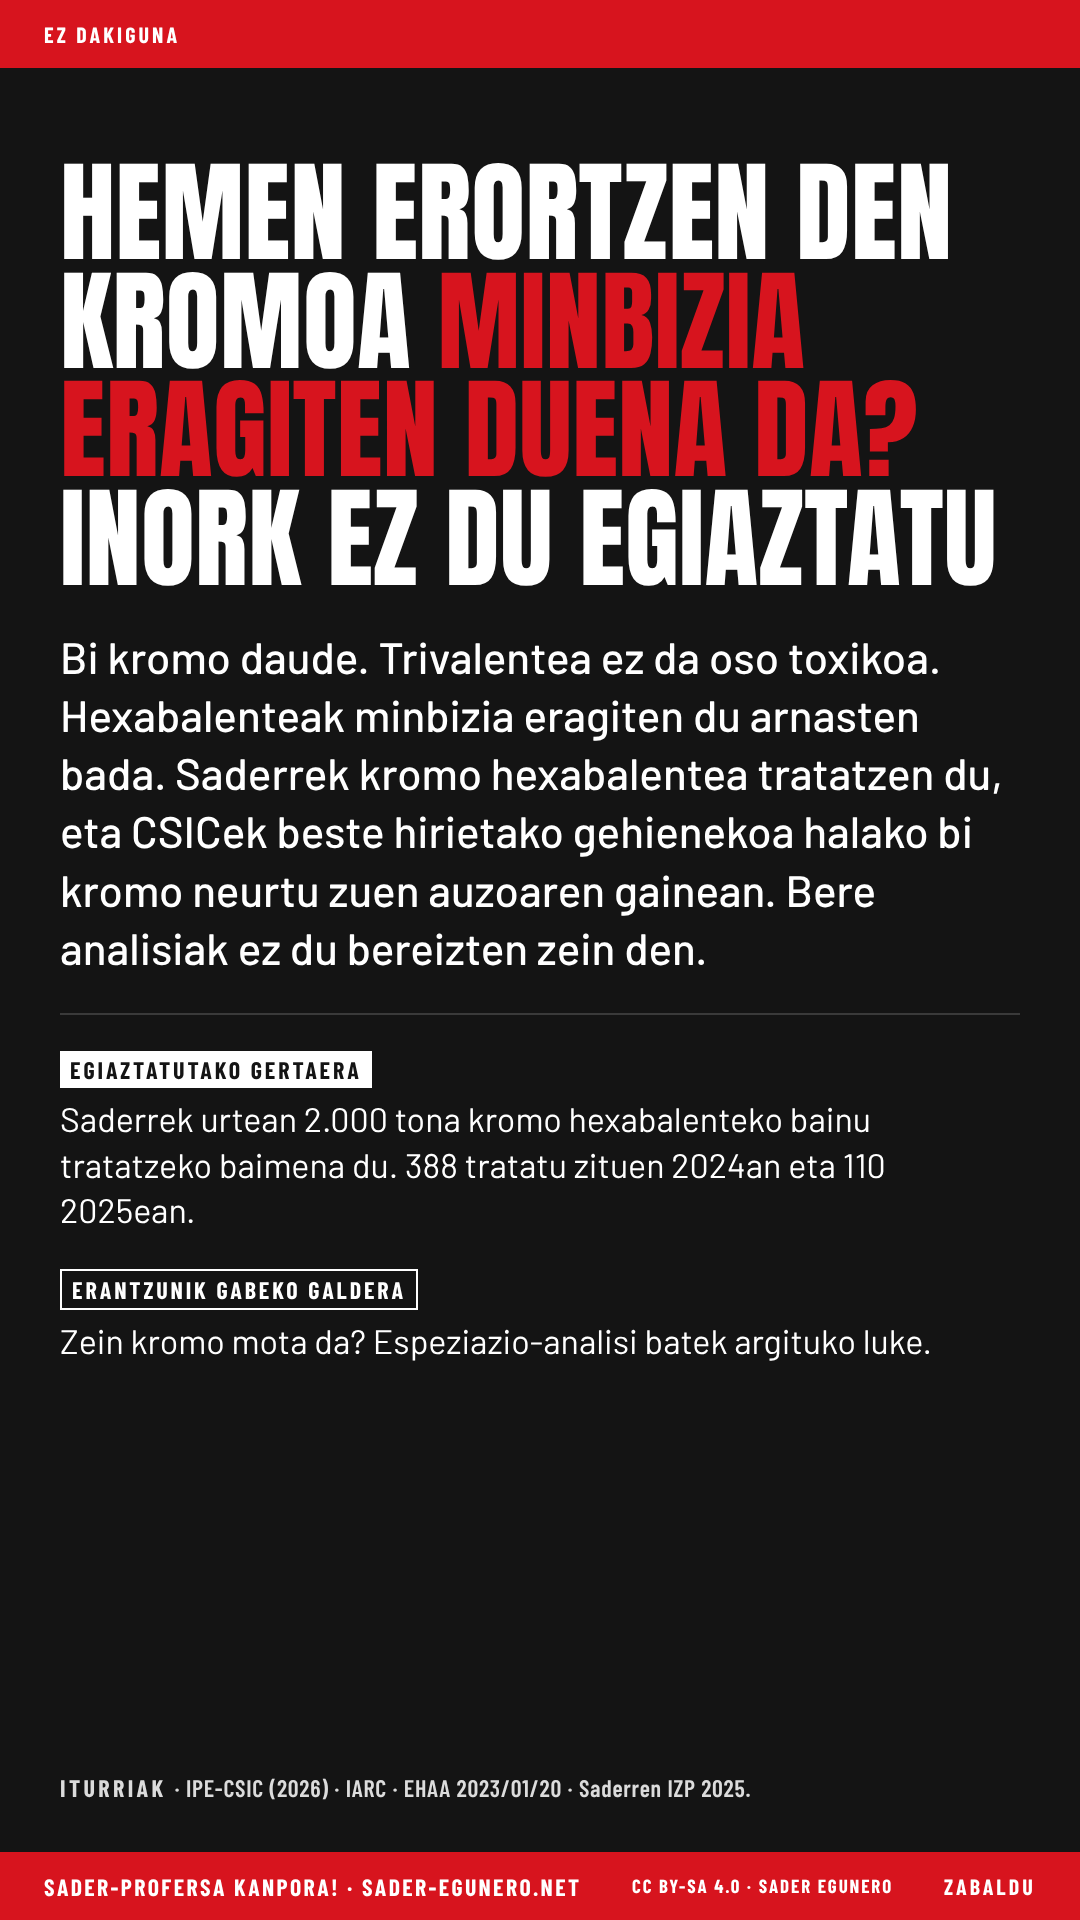 EZ DAKIGUNA
HEMEN ERORTZEN DEN
KROMOA MINBIZIA
ERAGITEN DUENA DA?
INORK EZ DU EGIAZTATU
Bi kromo daude. Trivalentea ez da oso toxikoa.
Hexabalenteak minbizia eragiten du arnasten
bada. Saderrek kromo hexabalentea tratatzen du,
eta CSICek beste hirietako gehienekoa halako bi
kromo neurtu zuen auzoaren gainean. Bere
analisiak ez du bereizten zein den.
EGIAZTATUTAKO GERTAERA
Saderrek urtean 2.000 tona kromo hexabalenteko bainu
tratatzeko baimena du. 388 tratatu zituen 2024an eta 110
2025ean.
ERANTZUNIK GABEKO GALDERA
Zein kromo mota da? Espeziazio-analisi batek argituko luke.
ITURRIAK · IPE-CSIC (2026) · IARC · EHAA 2023/01/20 · Saderren IZP 2025.
SADER-PROFERSA KANPORA! · SADER-EGUNERO.NET CC BY-SA 4.0 · SADER EGUNERO ZABALDU